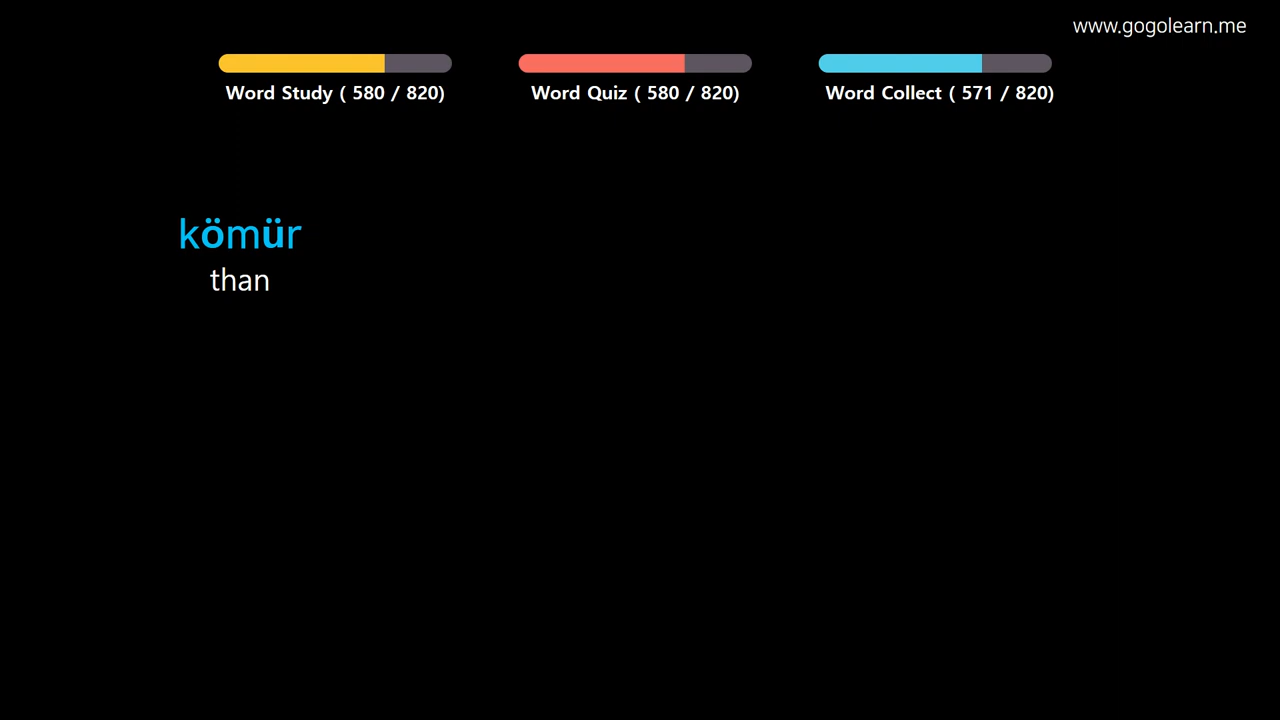 www.gogolearn.me
Word Study ( 580 / 820)
Word Quiz ( 580 / 820)
Word Collect ( 571 / 820)
kömür
than